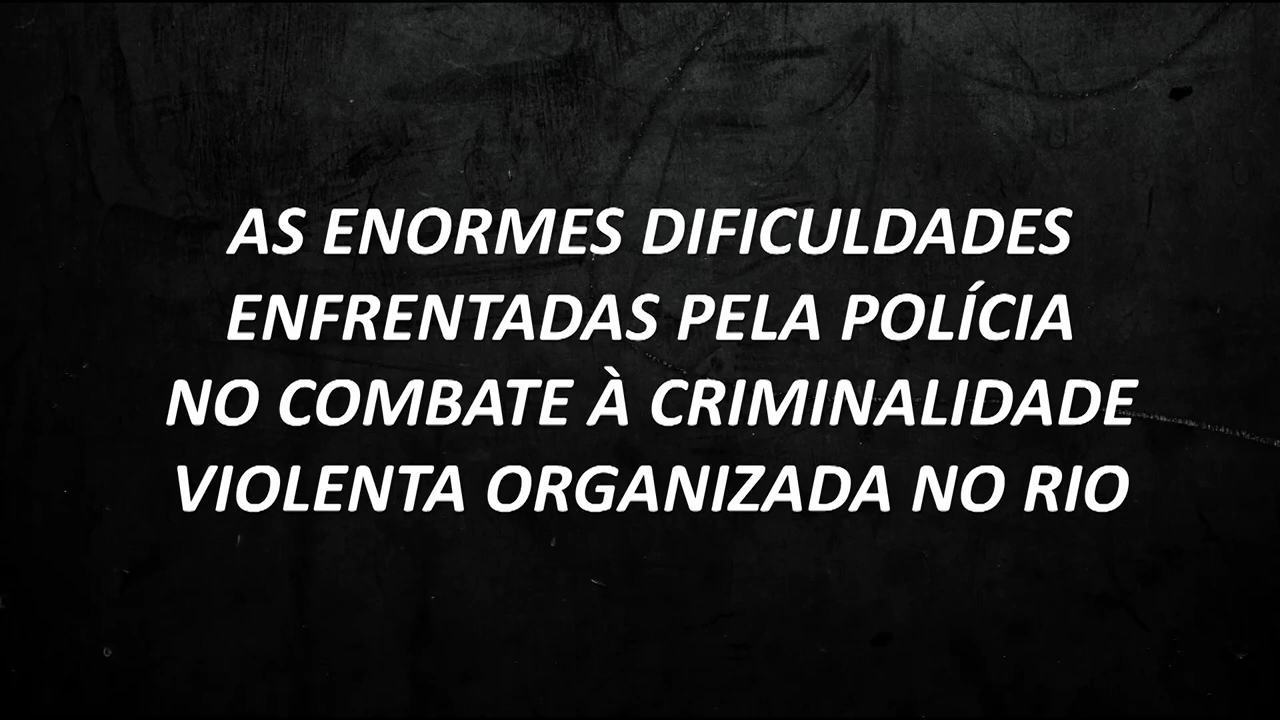 AS ENORMES DIFICULDADES
ENFRENTADAS PELA POLÍCIA
NO COMBATE À CRIMINALIDADE
VIOLENTA ORGANIZADA NO RIO